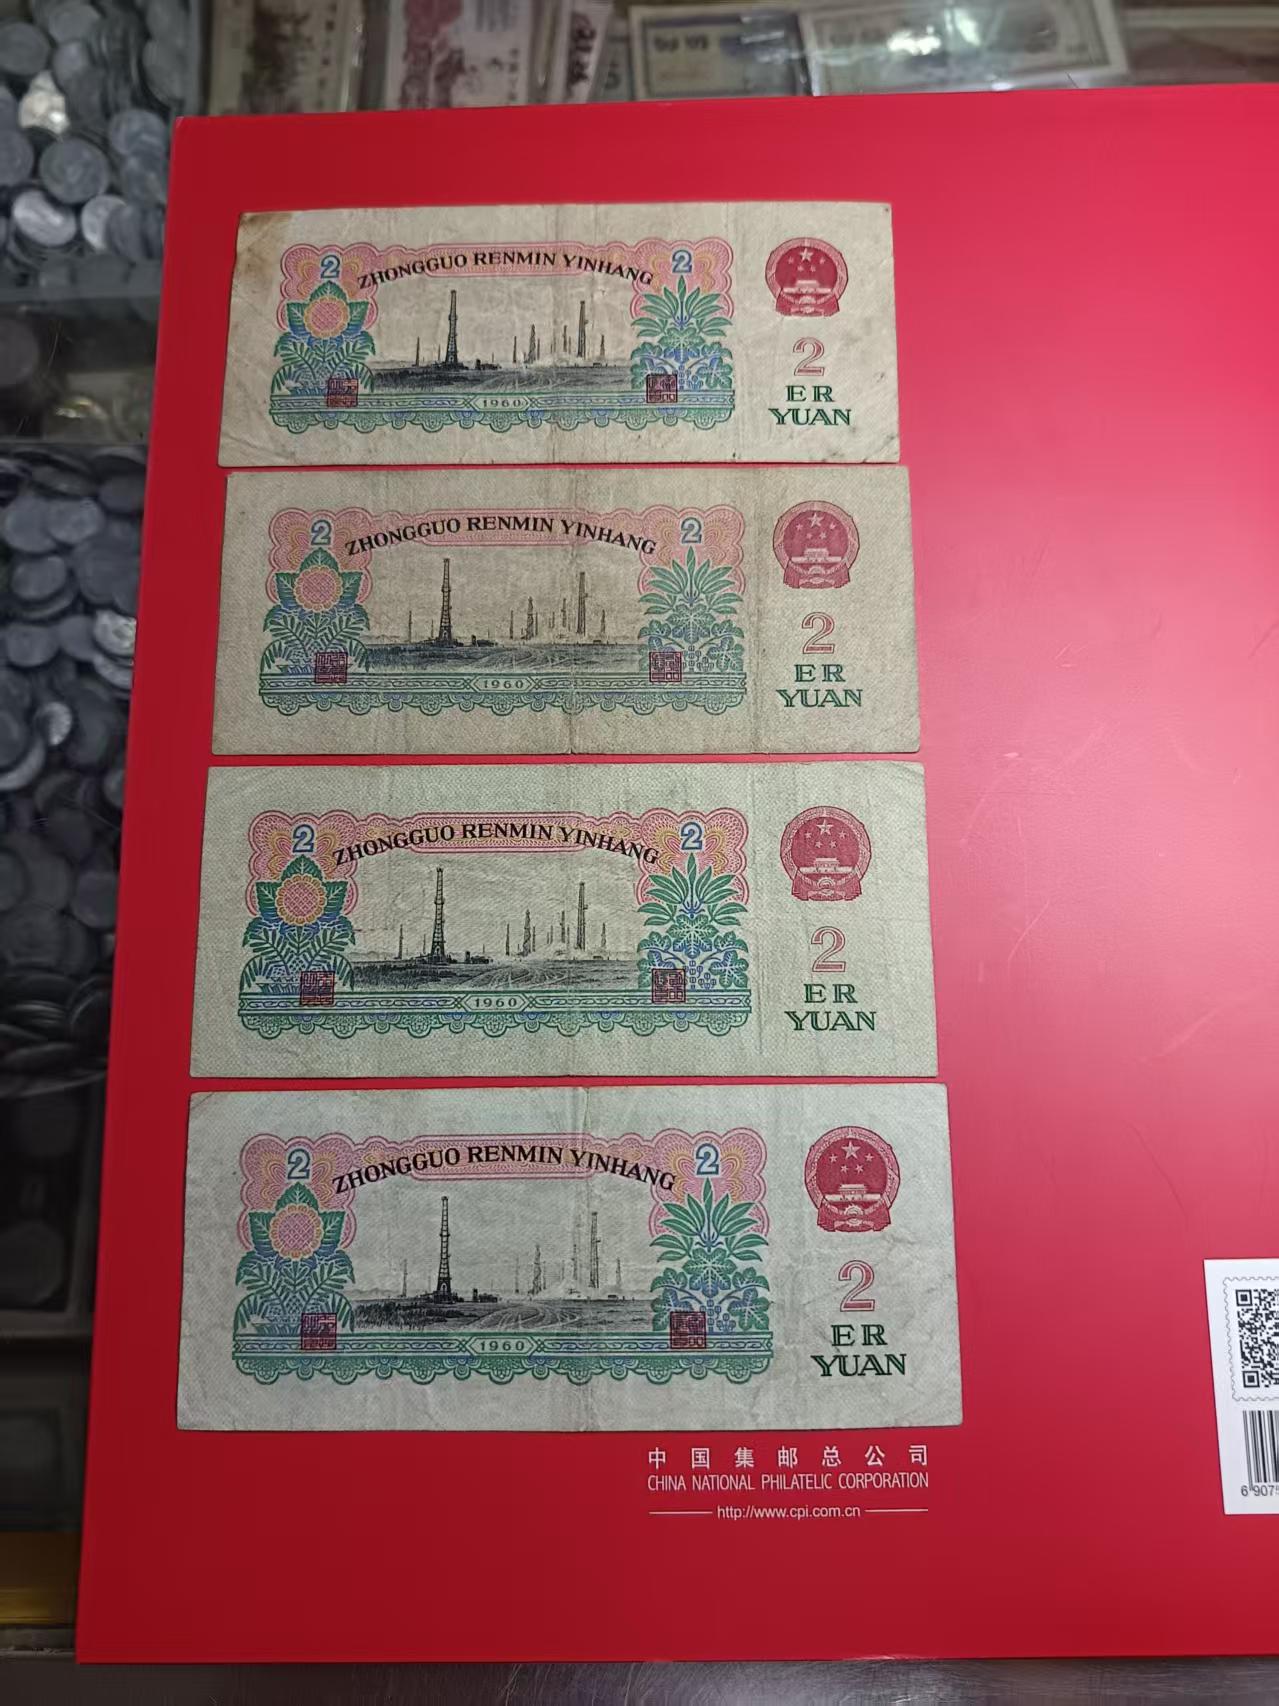 2 ZHONGGUO RENMIN YINHANG 2
2
ER
YUAN
1960
2 ZHONGGUO RENMIN YINHANG 2
2
ER
YUAN
1960
2 ZHONGGUO RENMIN YINHANG 2
2
ER
YUAN
1960
2 ZHONGGUO RENMIN YINHANG 2
2
ER
YUAN
1960
中国集邮总公司
CHINA NATIONAL PHILATELIC CORPORATION
http://www.cpi.com.cn
6 9075